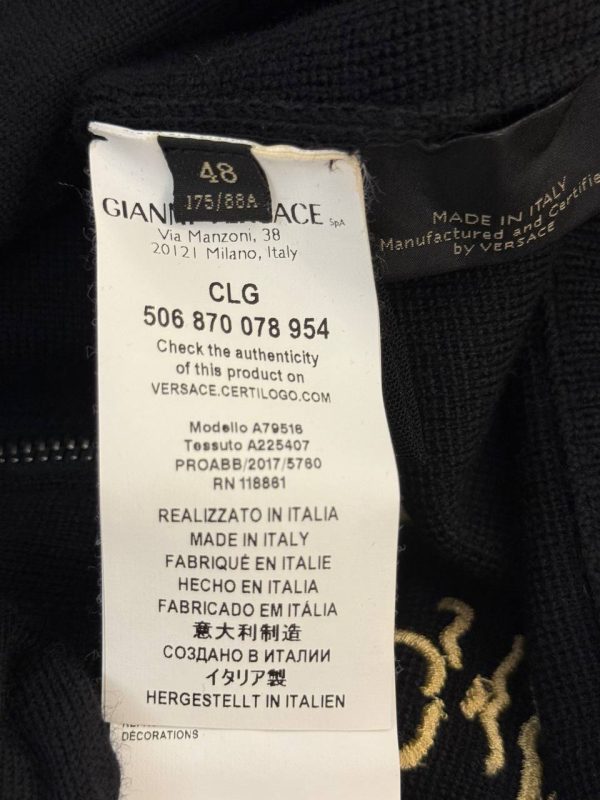 48
175/88A
GIANNI VERSACE SpA
Via Manzoni, 38
20121 Milano, Italy
CLG
506 870 078 954
Check the authenticity
of this product on
VERSACE.CERTILOGO.COM
Modello A79516
Tessuto A225407
PROABB/2017/5760
RN 118861
REALIZZATO IN ITALIA
MADE IN ITALY
FABRIQUÉ EN ITALIE
HECHO EN ITALIA
FABRICADO EM ITÁLIA
意大利制造
СОЗДАНО В ИТАЛИИ
イタリア製
HERGESTELLT IN ITALIEN
DÉCORATIONS
MADE IN ITALY
Manufactured and Certifie
by VERSACE